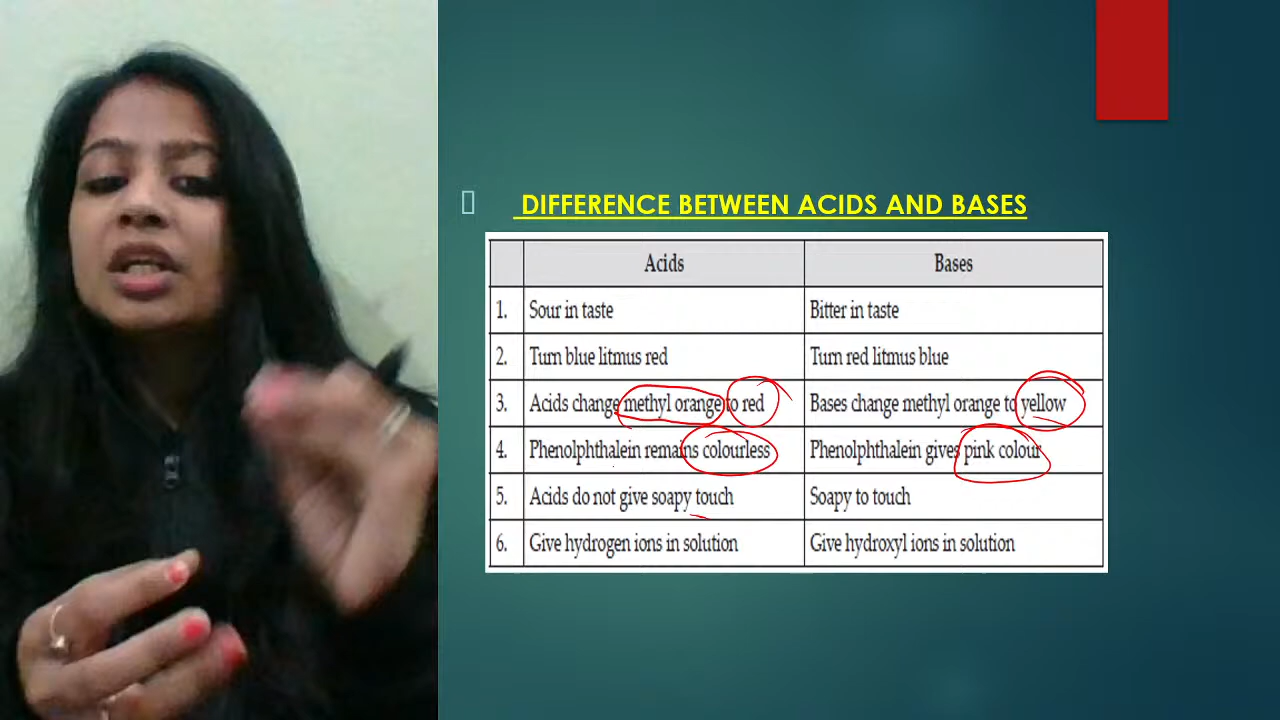 DIFFERENCE BETWEEN ACIDS AND BASES
Acids Bases
1. Sour in taste Bitter in taste
2. Turn blue litmus red Turn red litmus blue
3. Acids change methyl orange to red Bases change methyl orange to yellow
4. Phenolphthalein remains colourless Phenolphthalein gives pink colour
5. Acids do not give soapy touch Soapy to touch
6. Give hydrogen ions in solution Give hydroxyl ions in solution